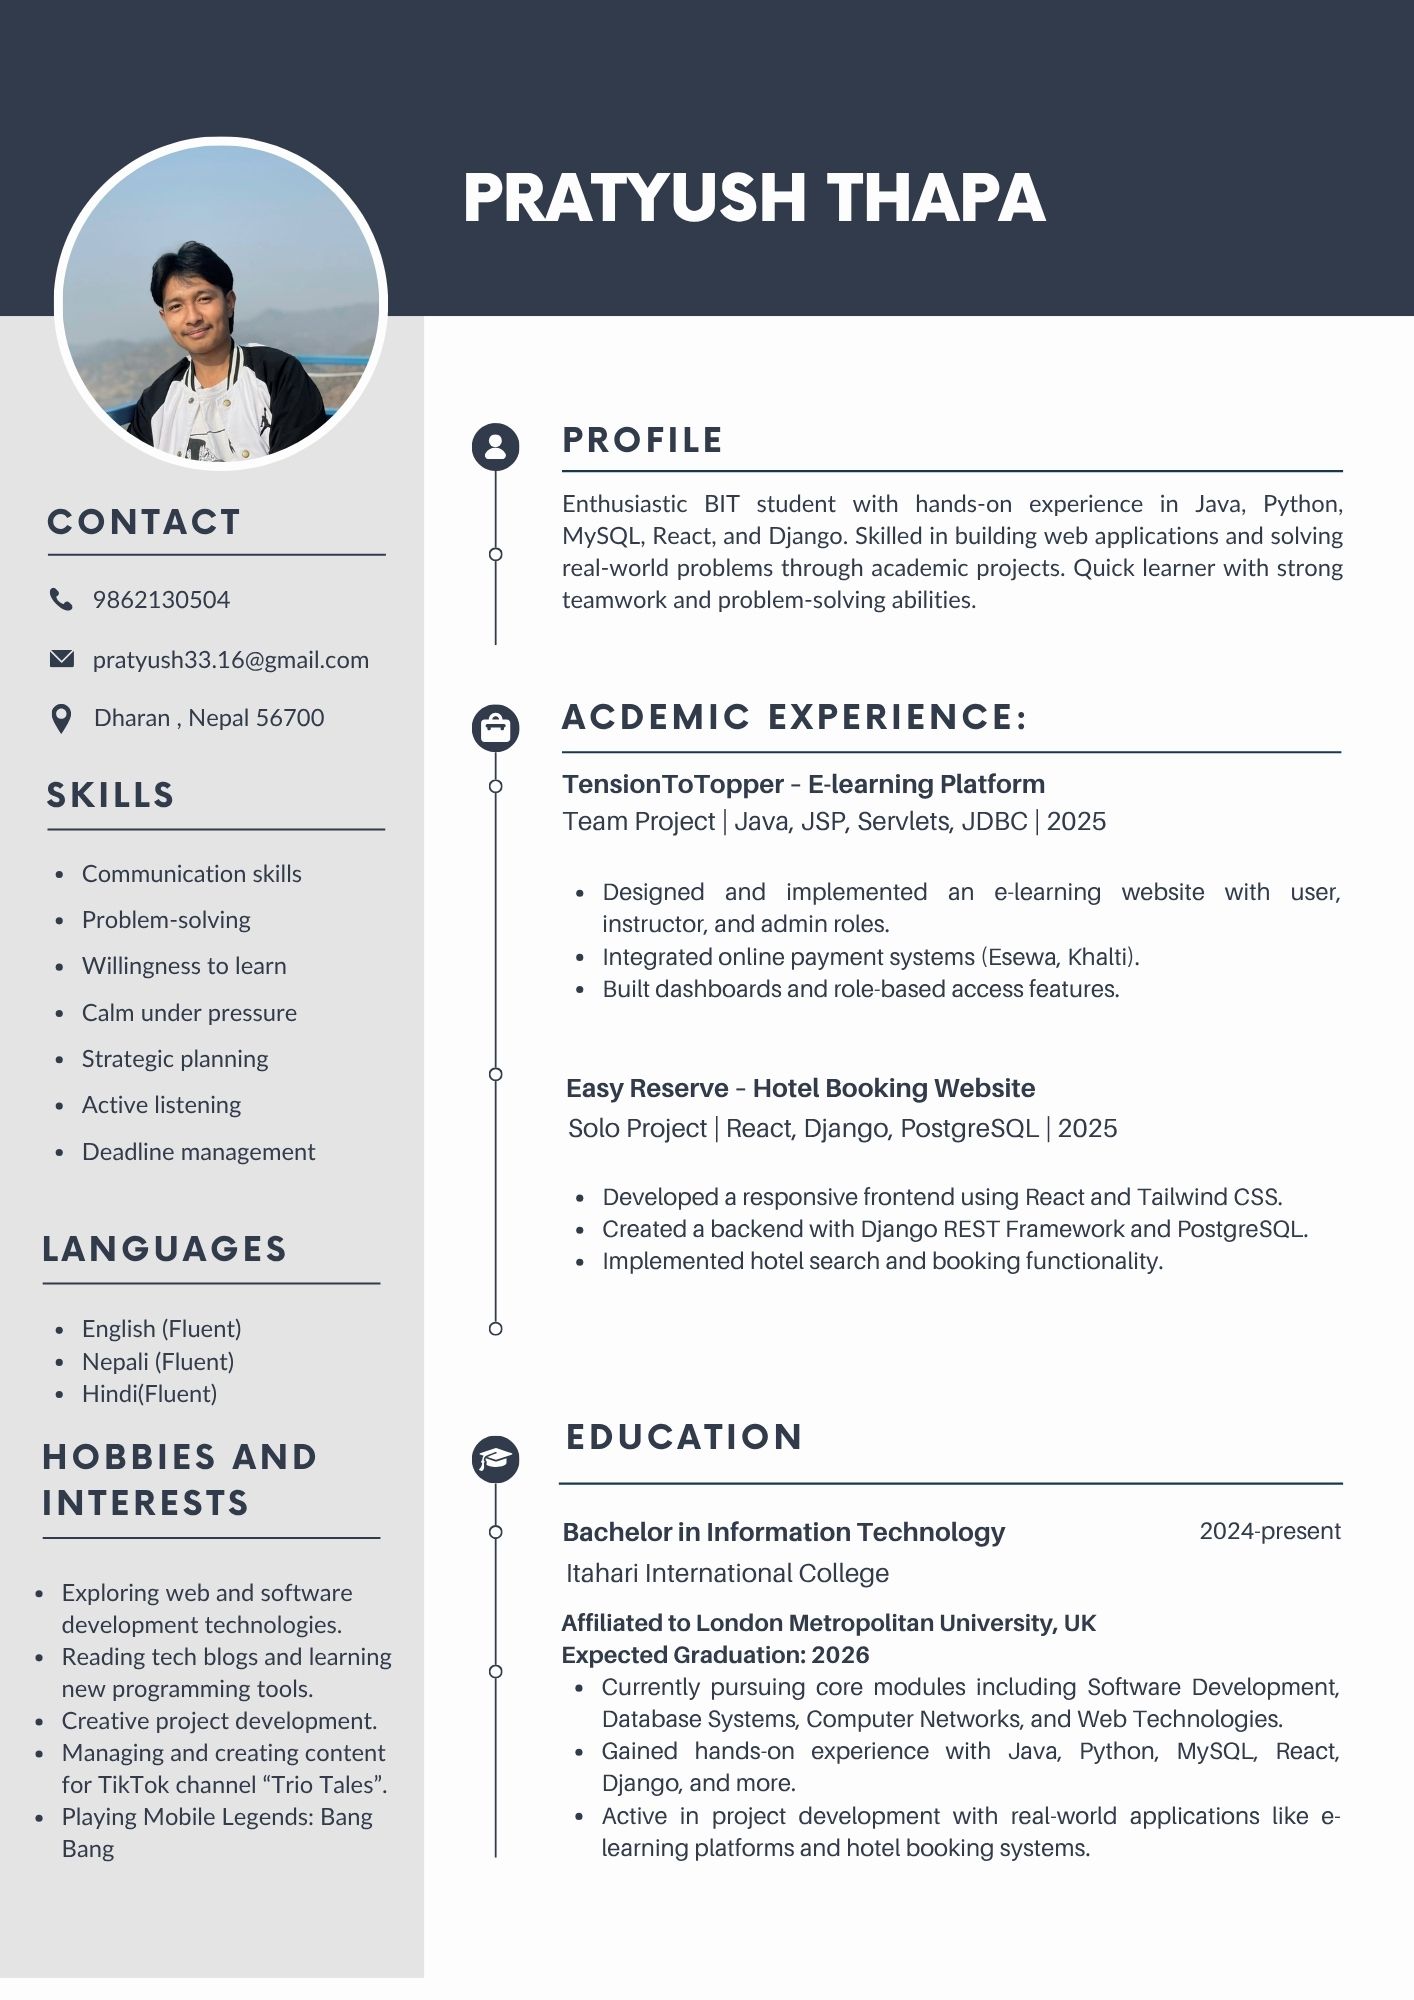 PRATYUSH THAPA
CONTACT
9862130504
pratyush33.16@gmail.com
Dharan , Nepal 56700
SKILLS
Communication skills
Problem-solving
Willingness to learn
Calm under pressure
Strategic planning
Active listening
Deadline management
LANGUAGES
English (Fluent)
Nepali (Fluent)
Hindi(Fluent)
HOBBIES AND
INTERESTS
Exploring web and software
development technologies.
Reading tech blogs and learning
new programming tools.
Creative project development.
Managing and creating content
for TikTok channel “Trio Tales”.
Playing Mobile Legends: Bang
Bang
PROFILE
Enthusiastic BIT student with hands-on experience in Java, Python,
MySQL, React, and Django. Skilled in building web applications and solving
real-world problems through academic projects. Quick learner with strong
teamwork and problem-solving abilities.
ACDEMIC EXPERIENCE:
TensionToTopper – E-learning Platform
Team Project | Java, JSP, Servlets, JDBC | 2025
Designed and implemented an e-learning website with user,
instructor, and admin roles.
Integrated online payment systems (Esewa, Khalti).
Built dashboards and role-based access features.
Easy Reserve – Hotel Booking Website
Solo Project | React, Django, PostgreSQL | 2025
Developed a responsive frontend using React and Tailwind CSS.
Created a backend with Django REST Framework and PostgreSQL.
Implemented hotel search and booking functionality.
EDUCATION
Bachelor in Information Technology 2024-present
Itahari International College
Affiliated to London Metropolitan University, UK
Expected Graduation: 2026
Currently pursuing core modules including Software Development,
Database Systems, Computer Networks, and Web Technologies.
Gained hands-on experience with Java, Python, MySQL, React,
Django, and more.
Active in project development with real-world applications like e-
learning platforms and hotel booking systems.